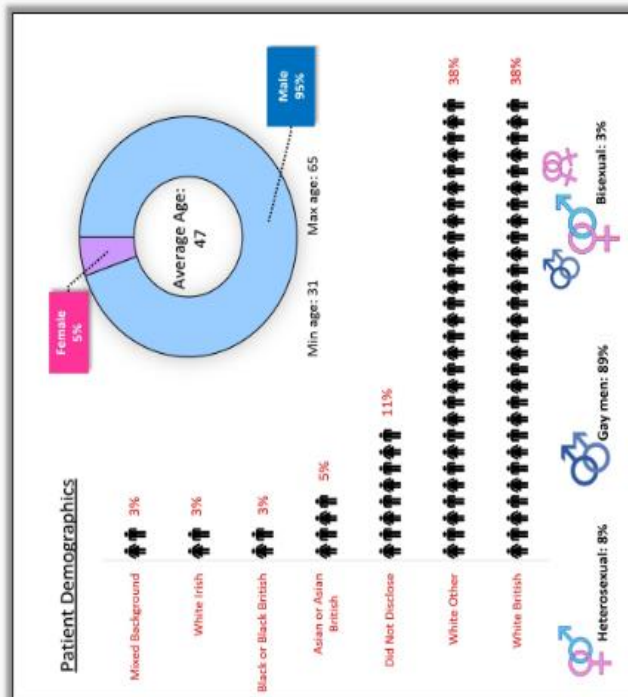 Patient Demographics
Female
5%
Average Age:
47
Male
95%
Min age: 31
Max age: 65
Mixed Background
3%
White Irish
3%
Black or Black British
3%
Asian or Asian
British
5%
Did Not Disclose
11%
White Other
38%
White British
38%
Heterosexual: 8%
Gay men: 89%
Bisexual: 3%